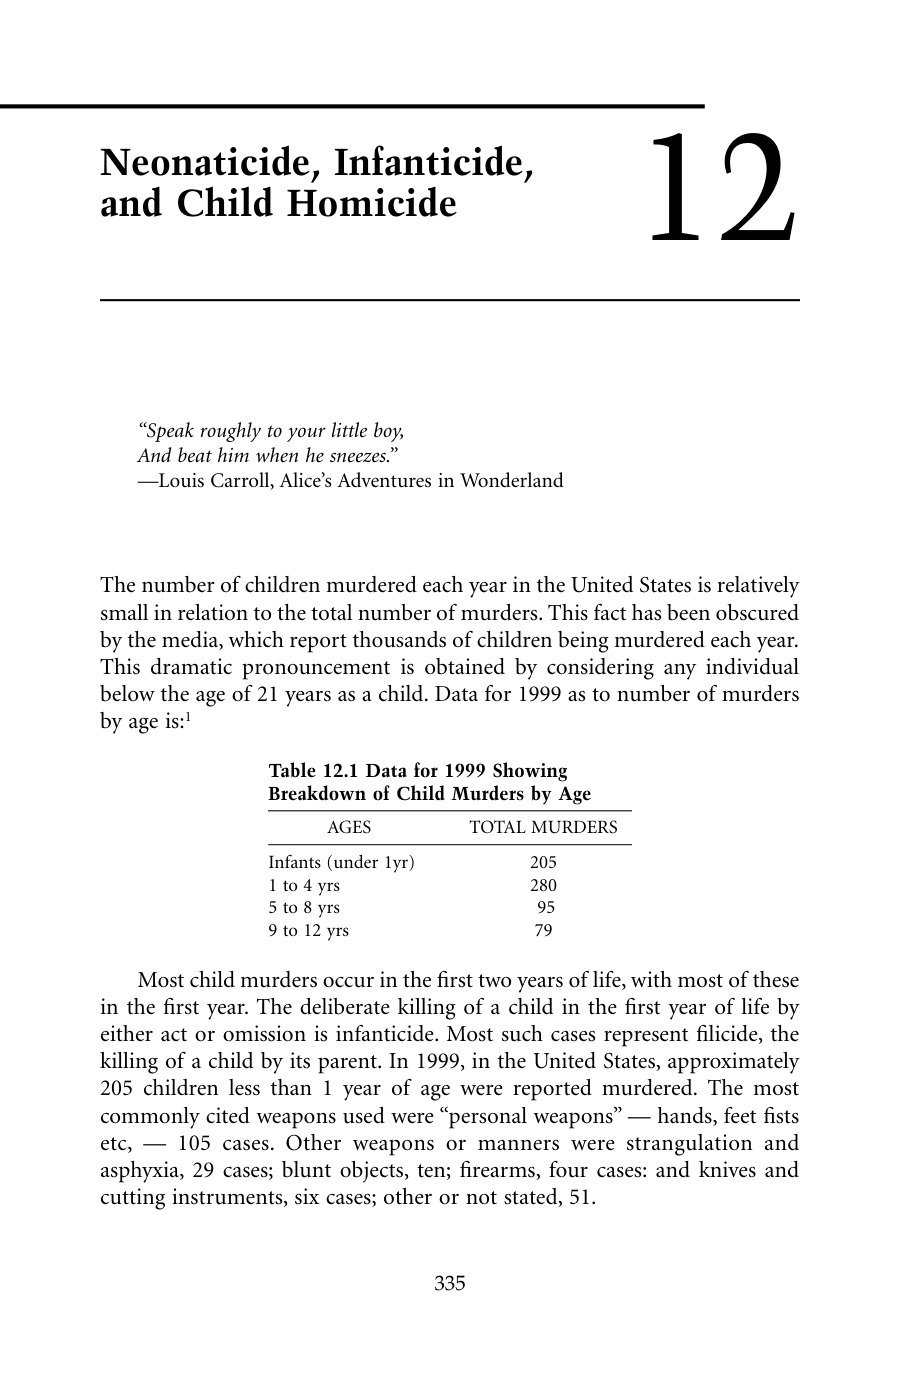 Neonaticide, Infanticide,
and Child Homicide
12
“Speak roughly to your little boy,
And beat him when he sneezes.”
—Louis Carroll, Alice’s Adventures in Wonderland
The number of children murdered each year in the United States is relatively
small in relation to the total number of murders. This fact has been obscured
by the media, which report thousands of children being murdered each year.
This dramatic pronouncement is obtained by considering any individual
below the age of 21 years as a child. Data for 1999 as to number of murders
by age is:¹
Table 12.1 Data for 1999 Showing
Breakdown of Child Murders by Age
AGES TOTAL MURDERS
Infants (under 1yr) 205
1 to 4 yrs 280
5 to 8 yrs 95
9 to 12 yrs 79
Most child murders occur in the first two years of life, with most of these
in the first year. The deliberate killing of a child in the first year of life by
either act or omission is infanticide. Most such cases represent filicide, the
killing of a child by its parent. In 1999, in the United States, approximately
205 children less than 1 year of age were reported murdered. The most
commonly cited weapons used were “personal weapons” — hands, feet fists
etc, — 105 cases. Other weapons or manners were strangulation and
asphyxia, 29 cases; blunt objects, ten; firearms, four cases: and knives and
cutting instruments, six cases; other or not stated, 51.
335